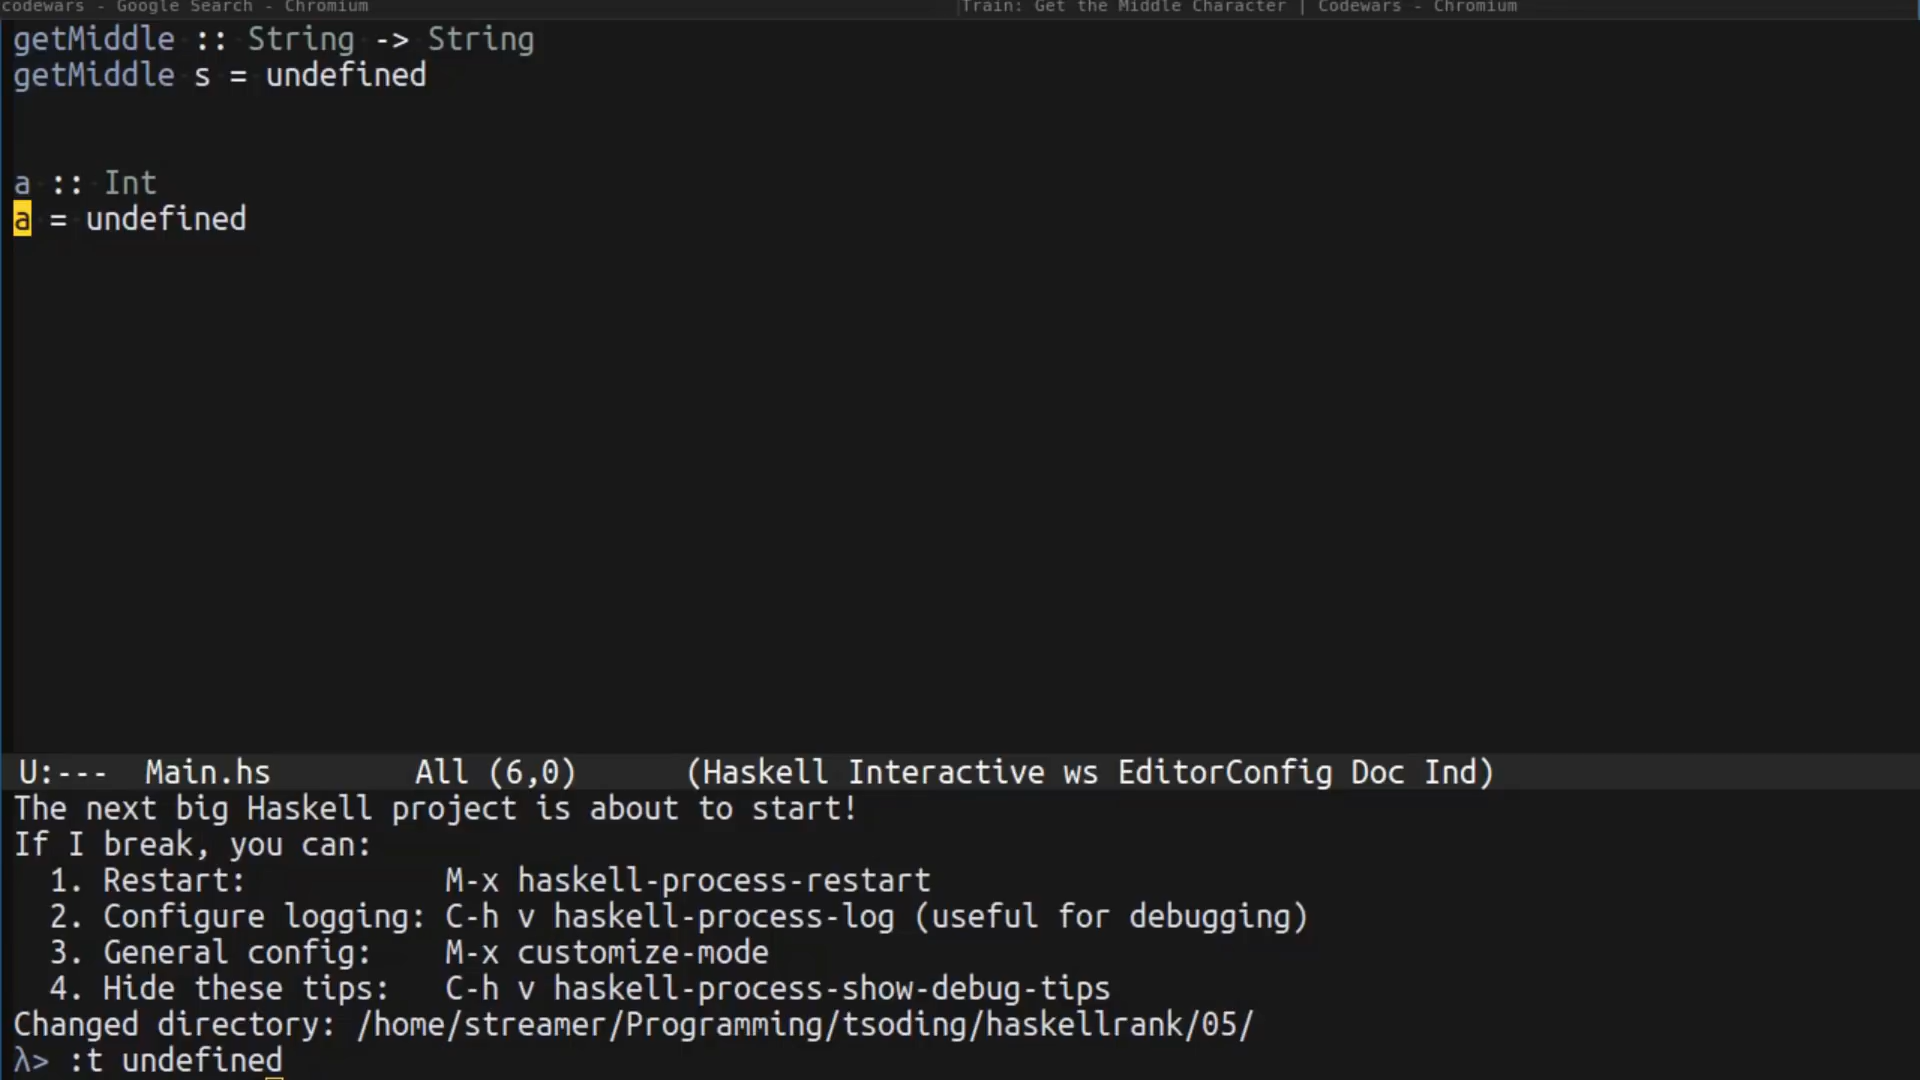 codewars - Google Search - Chromium
Train: Get the Middle Character | Codewars - Chromium
getMiddle :: String -> String
getMiddle s = undefined
a :: Int
a = undefined
U:--- Main.hs All (6,0) (Haskell Interactive ws EditorConfig Doc Ind)
The next big Haskell project is about to start!
If I break, you can:
1. Restart: M-x haskell-process-restart
2. Configure logging: C-h v haskell-process-log (useful for debugging)
3. General config: M-x customize-mode
4. Hide these tips: C-h v haskell-process-show-debug-tips
Changed directory: /home/streamer/Programming/tsoding/haskellrank/05/
λ> :t undefined